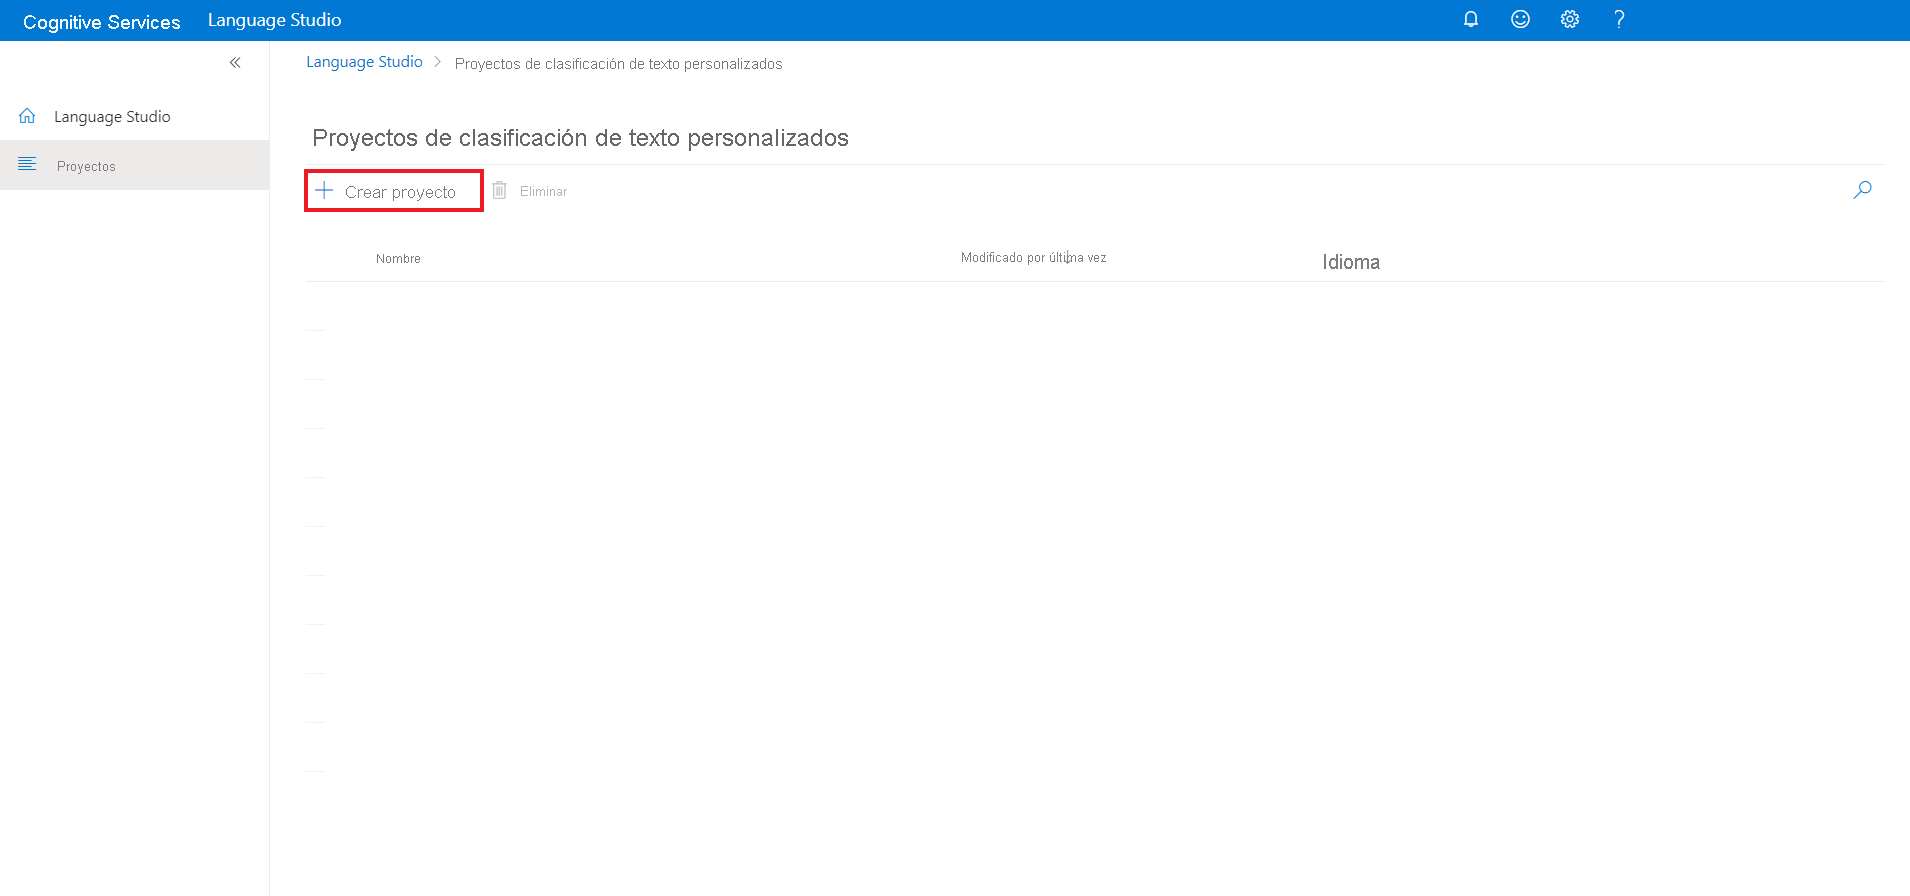 Cognitive Services Language Studio
Language Studio > Proyectos de clasificación de texto personalizados
Language Studio
Proyectos
Proyectos de clasificación de texto personalizados
Crear proyecto Eliminar
Nombre Modificado por última vez Idioma